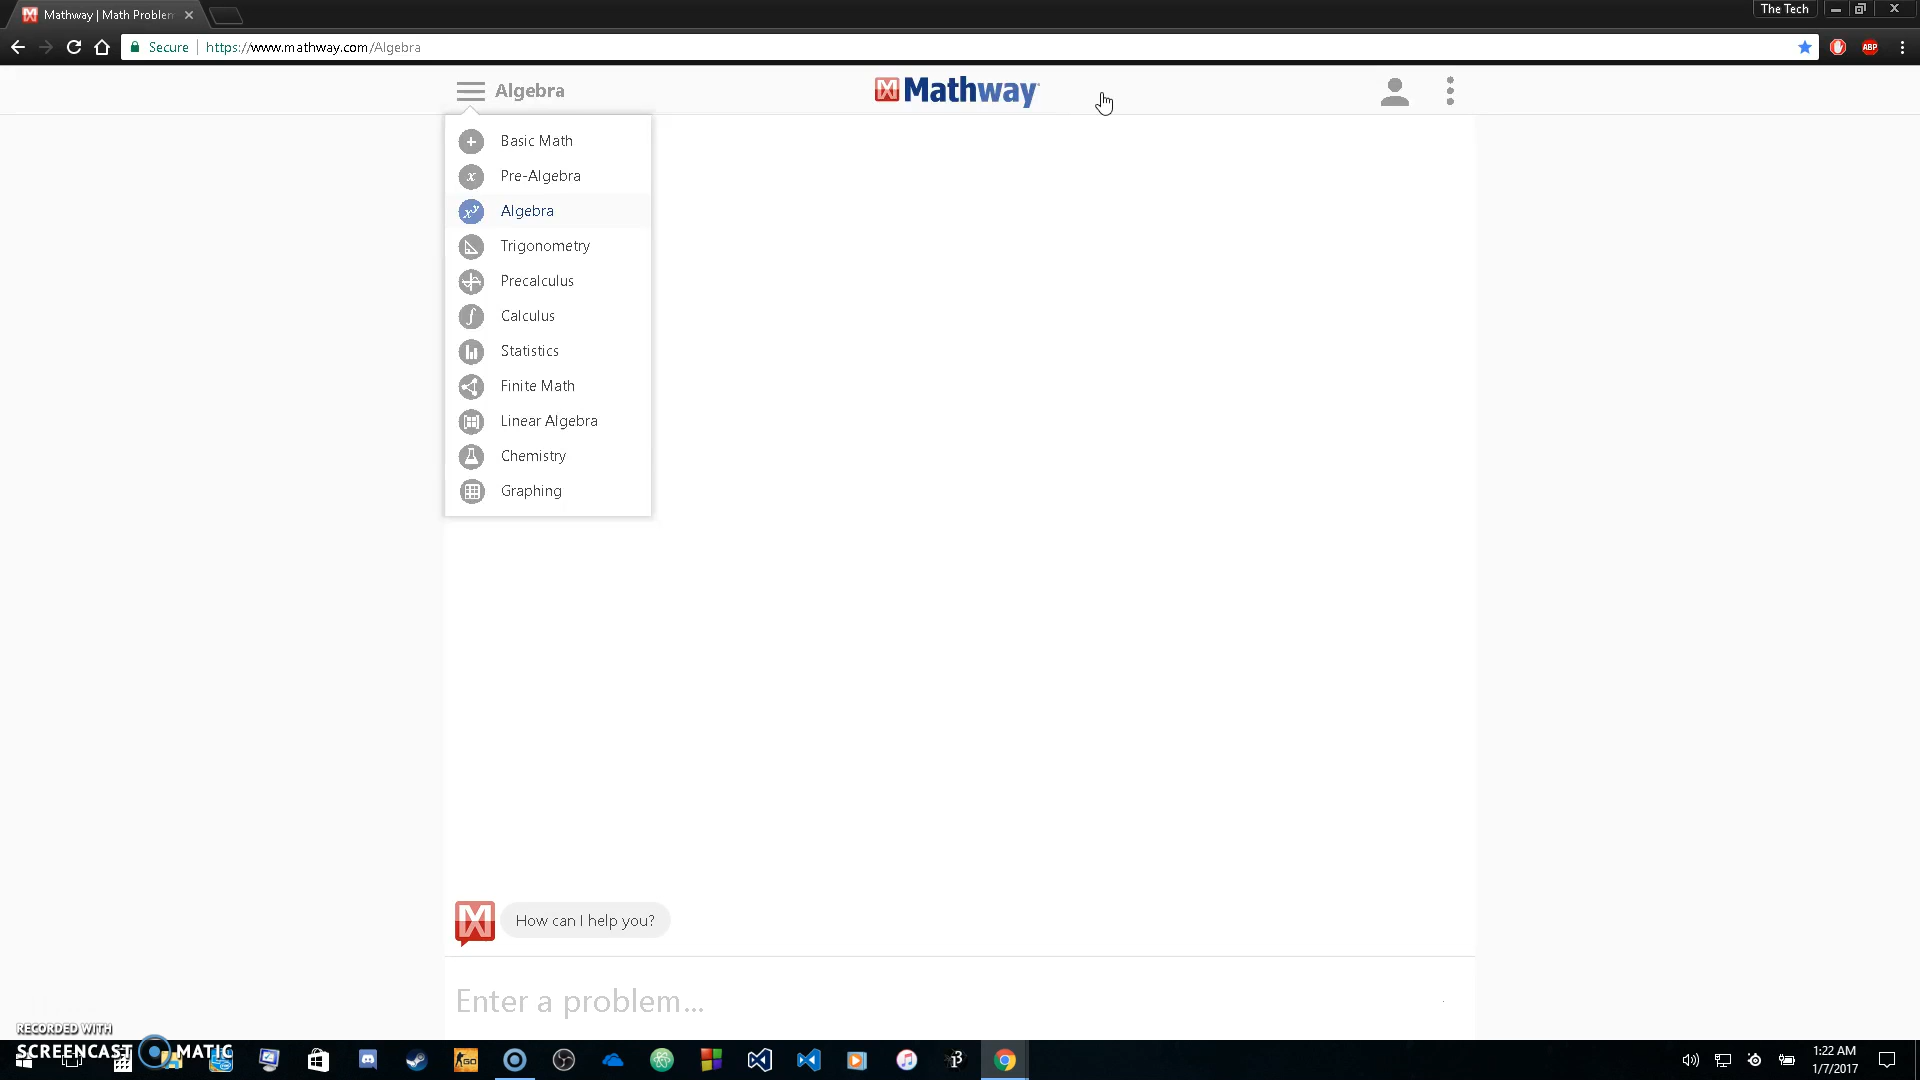 Mathway | Math Problem
The Tech
Secure
https://www.mathway.com/Algebra
ABP
Algebra
Mathway
Basic Math
Pre-Algebra
Algebra
Trigonometry
Precalculus
Calculus
Statistics
Finite Math
Linear Algebra
Chemistry
Graphing
How can I help you?
Enter a problem...
RECORDED WITH
SCREENCAST MATIC
GO
1:22 AM
1/7/2017